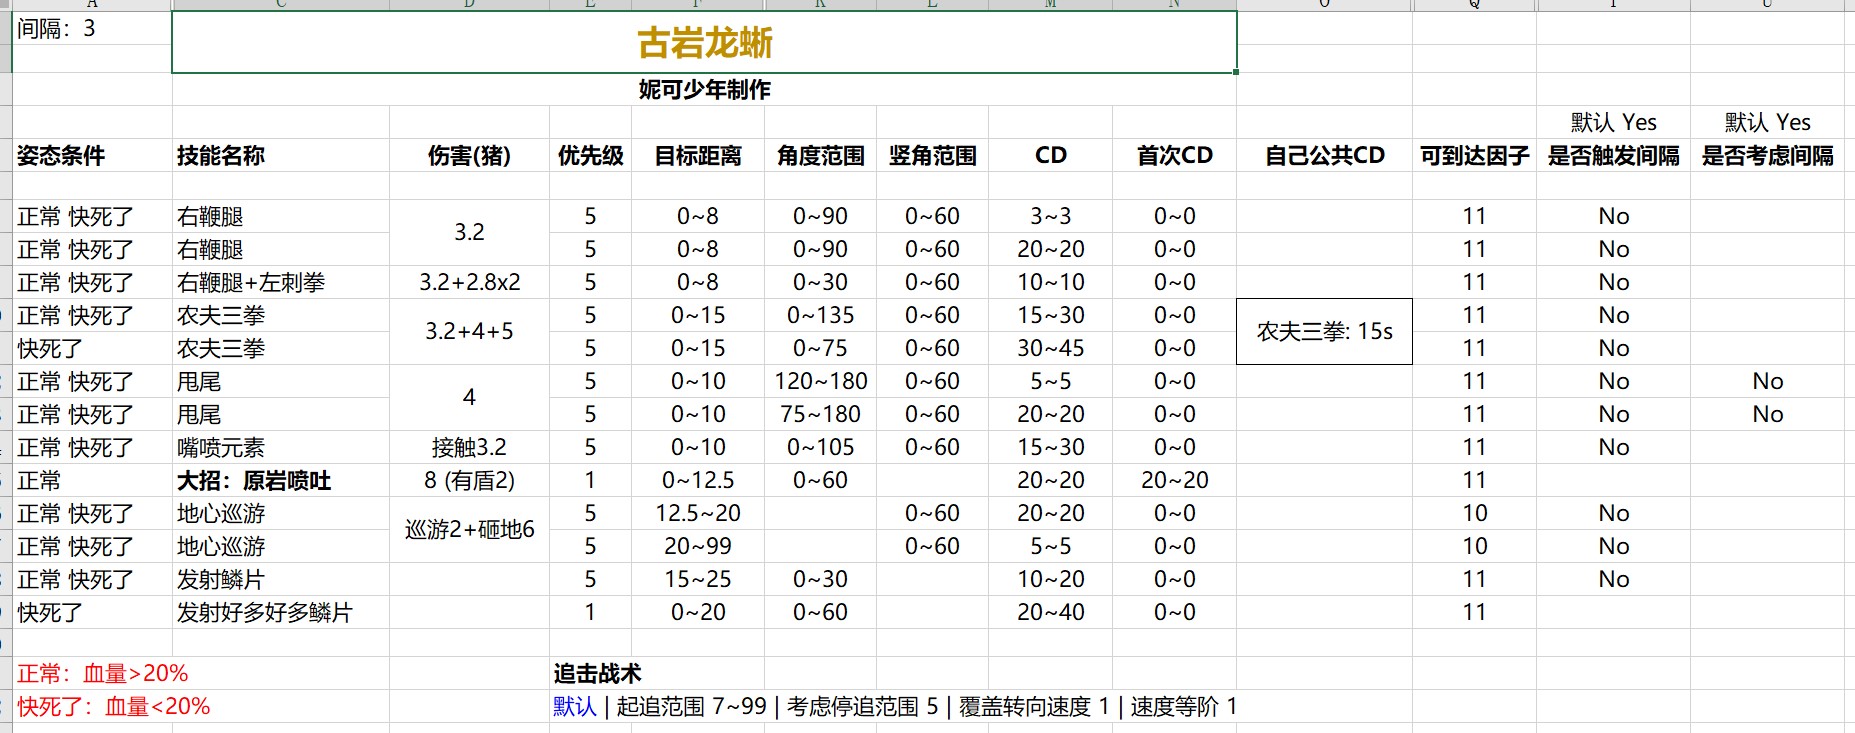 间隔：3
古岩龙蜥
妮可少年制作
默认 Yes 默认 Yes
姿态条件 技能名称 伤害(猪) 优先级 目标距离 角度范围 竖角范围 CD 首次CD 自己公共CD 可到达因子 是否触发间隔 是否考虑间隔
正常 快死了 右鞭腿 3.2 5 0~8 0~90 0~60 3~3 0~0 11 No
正常 快死了 右鞭腿 5 0~8 0~90 0~60 20~20 0~0 11 No
正常 快死了 右鞭腿+左刺拳 3.2+2.8x2 5 0~8 0~30 0~60 10~10 0~0 11 No
正常 快死了 农夫三拳 3.2+4+5 5 0~15 0~135 0~60 15~30 0~0 农夫三拳: 15s 11 No
快死了 农夫三拳 5 0~15 0~75 0~60 30~45 0~0 11 No
正常 快死了 甩尾 4 5 0~10 120~180 0~60 5~5 0~0 11 No No
正常 快死了 甩尾 5 0~10 75~180 0~60 20~20 0~0 11 No No
正常 快死了 嘴喷元素 接触3.2 5 0~10 0~105 0~60 15~30 0~0 11 No
正常 大招：原岩喷吐 8 (有盾2) 1 0~12.5 0~60 20~20 20~20 11
正常 快死了 地心巡游 巡游2+砸地6 5 12.5~20 0~60 20~20 0~0 10 No
正常 快死了 地心巡游 5 20~99 0~60 5~5 0~0 10 No
正常 快死了 发射鳞片 5 15~25 0~30 10~20 0~0 11 No
快死了 发射好多好多鳞片 1 0~20 0~60 20~40 0~0 11
正常：血量>20% 追击战术
快死了：血量<20% 默认 | 起追范围 7~99 | 考虑停追范围 5 | 覆盖转向速度 1 | 速度等阶 1